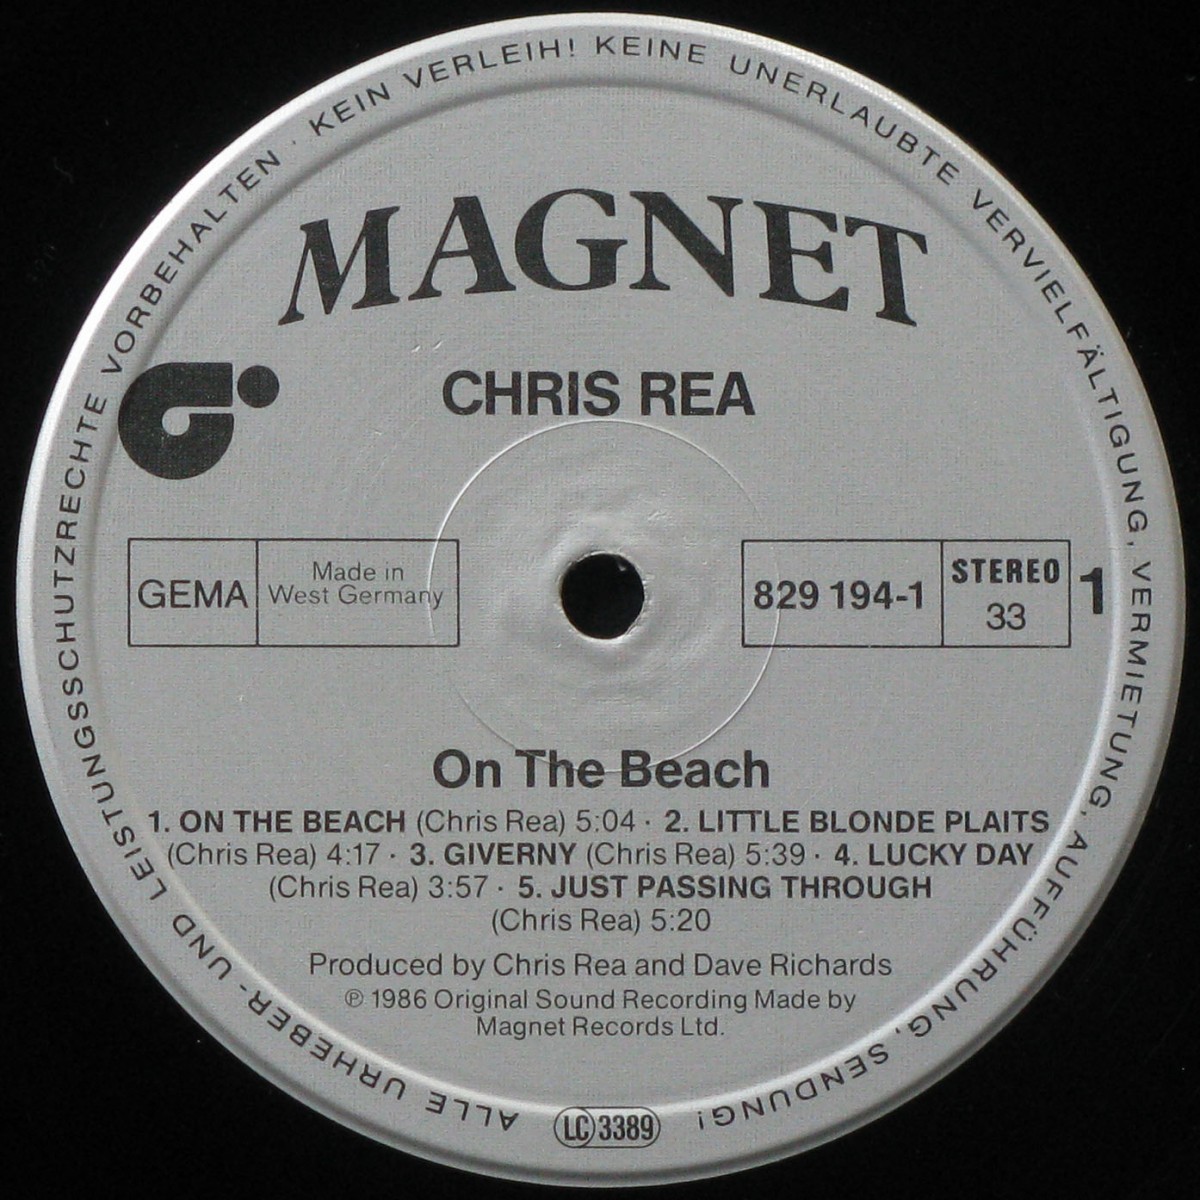 ALLE URHEBER- UND LEISTUNGSSCHUTZRECHTE VORBEHALTEN · KEIN VERLEIH! KEINE UNERLAUBTE VERVIELFÄLTIGUNG, VERMIETUNG, AUFFÜHRUNG, SENDUNG!
MAGNET
CHRIS REA
GEMA
Made in
West Germany
829 194-1
STEREO
33
1
On The Beach
1. ON THE BEACH (Chris Rea) 5:04 · 2. LITTLE BLONDE PLAITS
(Chris Rea) 4:17 · 3. GIVERNY (Chris Rea) 5:39 · 4. LUCKY DAY
(Chris Rea) 3:57 · 5. JUST PASSING THROUGH
(Chris Rea) 5:20
Produced by Chris Rea and Dave Richards
℗ 1986 Original Sound Recording Made by
Magnet Records Ltd.
LC 3389